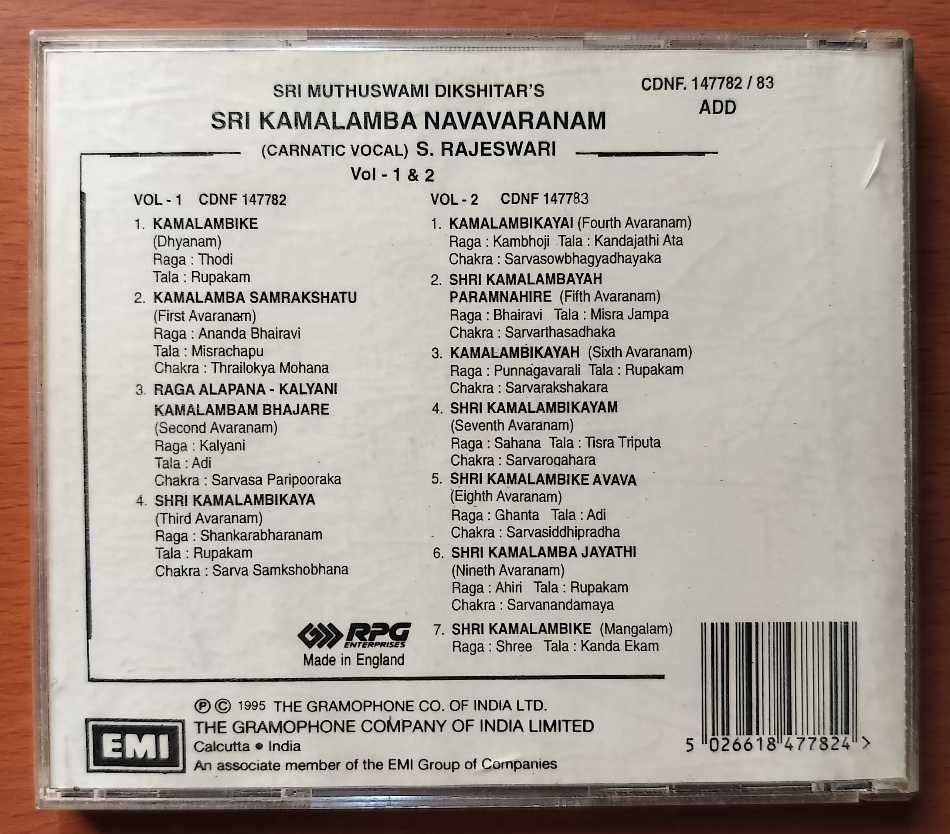 SRI MUTHUSWAMI DIKSHITAR'S
CDNF. 147782 / 83
ADD
SRI KAMALAMBA NAVAVARANAM
(CARNATIC VOCAL) S. RAJESWARI
Vol - 1 & 2
VOL - 1 CDNF 147782
1. KAMALAMBIKE
(Dhyanam)
Raga : Thodi
Tala : Rupakam
2. KAMALAMBA SAMRAKSHATU
(First Avaranam)
Raga : Ananda Bhairavi
Tala : Misrachapu
Chakra : Thrailokya Mohana
3. RAGA ALAPANA - KALYANI
KAMALAMBAM BHAJARE
(Second Avaranam)
Raga : Kalyani
Tala : Adi
Chakra : Sarvasa Paripooraka
4. SHRI KAMALAMBIKAYA
(Third Avaranam)
Raga : Shankarabharanam
Tala : Rupakam
Chakra : Sarva Samkshobhana
VOL - 2 CDNF 147783
1. KAMALAMBIKAYAI (Fourth Avaranam)
Raga : Kambhoji Tala : Kandajathi Ata
Chakra : Sarvasowbhagyadhayaka
2. SHRI KAMALAMBAYAH
PARAMNAHIRE (Fifth Avaranam)
Raga : Bhairavi Tala : Misra Jampa
Chakra : Sarvarthasadhaka
3. KAMALAMBIKAYAH (Sixth Avaranam)
Raga : Punnagavarali Tala : Rupakam
Chakra : Sarvarakshakara
4. SHRI KAMALAMBIKAYAM
(Seventh Avaranam)
Raga : Sahana Tala : Tisra Triputa
Chakra : Sarvarogahara
5. SHRI KAMALAMBIKE AVAVA
(Eighth Avaranam)
Raga : Ghanta Tala : Adi
Chakra : Sarvasiddhipradha
6. SHRI KAMALAMBA JAYATHI
(Nineth Avaranam)
Raga : Ahiri Tala : Rupakam
Chakra : Sarvanandamaya
7. SHRI KAMALAMBIKE (Mangalam)
Raga : Shree Tala : Kanda Ekam
RPG
ENTERPRISES
Made in England
℗ © 1995 THE GRAMOPHONE CO. OF INDIA LTD.
THE GRAMOPHONE COMPANY OF INDIA LIMITED
EMI
Calcutta • India
An associate member of the EMI Group of Companies
5 026618 477824 >